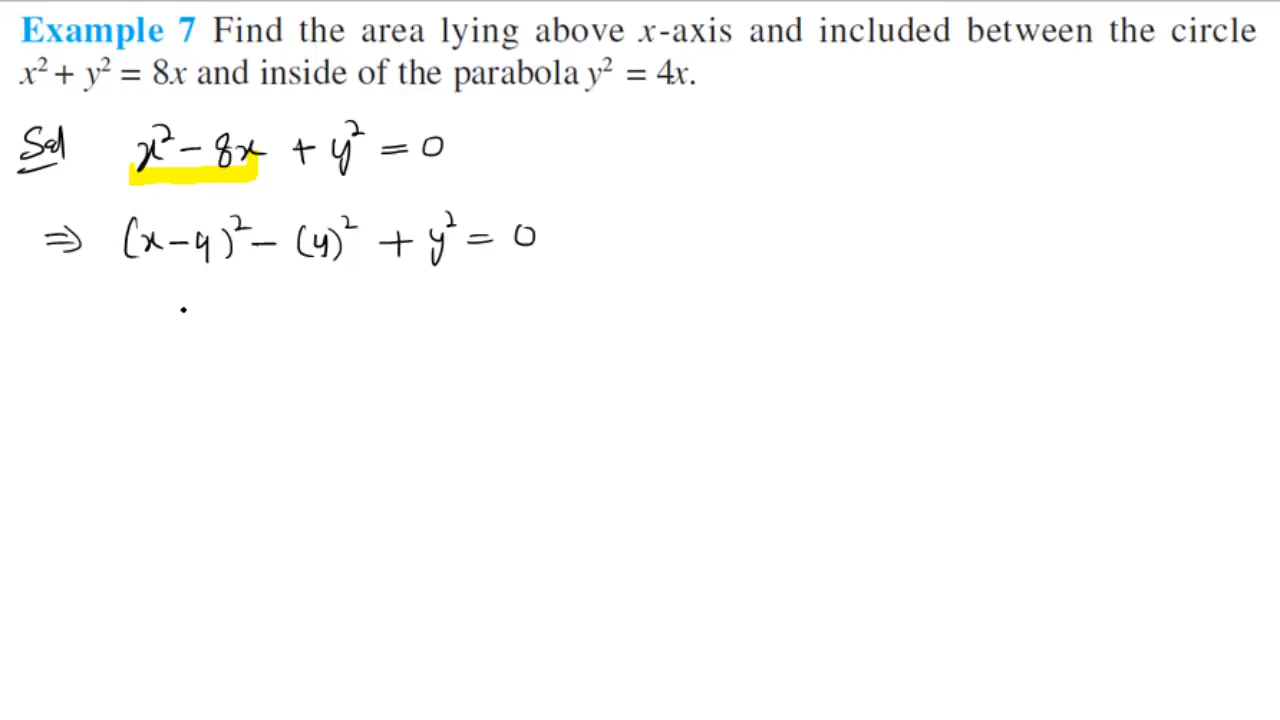 Example 7 Find the area lying above x-axis and included between the circle
x² + y² = 8x and inside of the parabola y² = 4x.
Sol x² - 8x + y² = 0
⇒ (x-4)² - (4)² + y² = 0